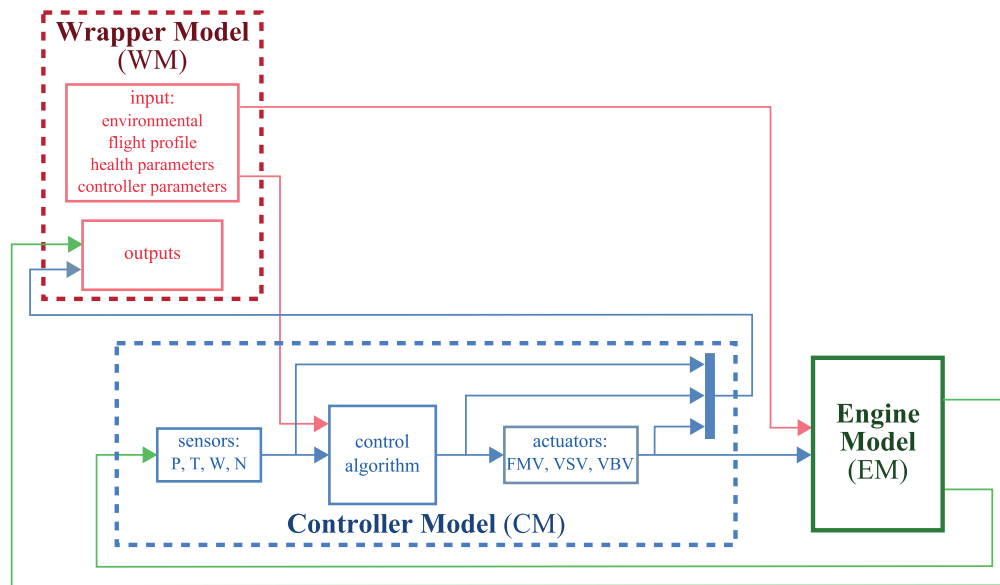 Wrapper Model
(WM)
input:
environmental
flight profile
health parameters
controller parameters
outputs
sensors:
P, T, W, N
control
algorithm
actuators:
FMV, VSV, VBV
Controller Model (CM)
Engine
Model
(EM)